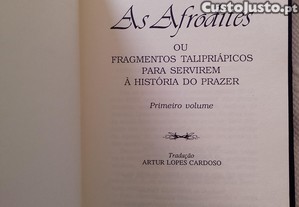 CustoJusto.pt
As Afrodites
OU
FRAGMENTOS TALIPRIÁPICOS
PARA SERVIREM
À HISTÓRIA DO PRAZER
Primeiro volume
Tradução
ARTUR LOPES CARDOSO